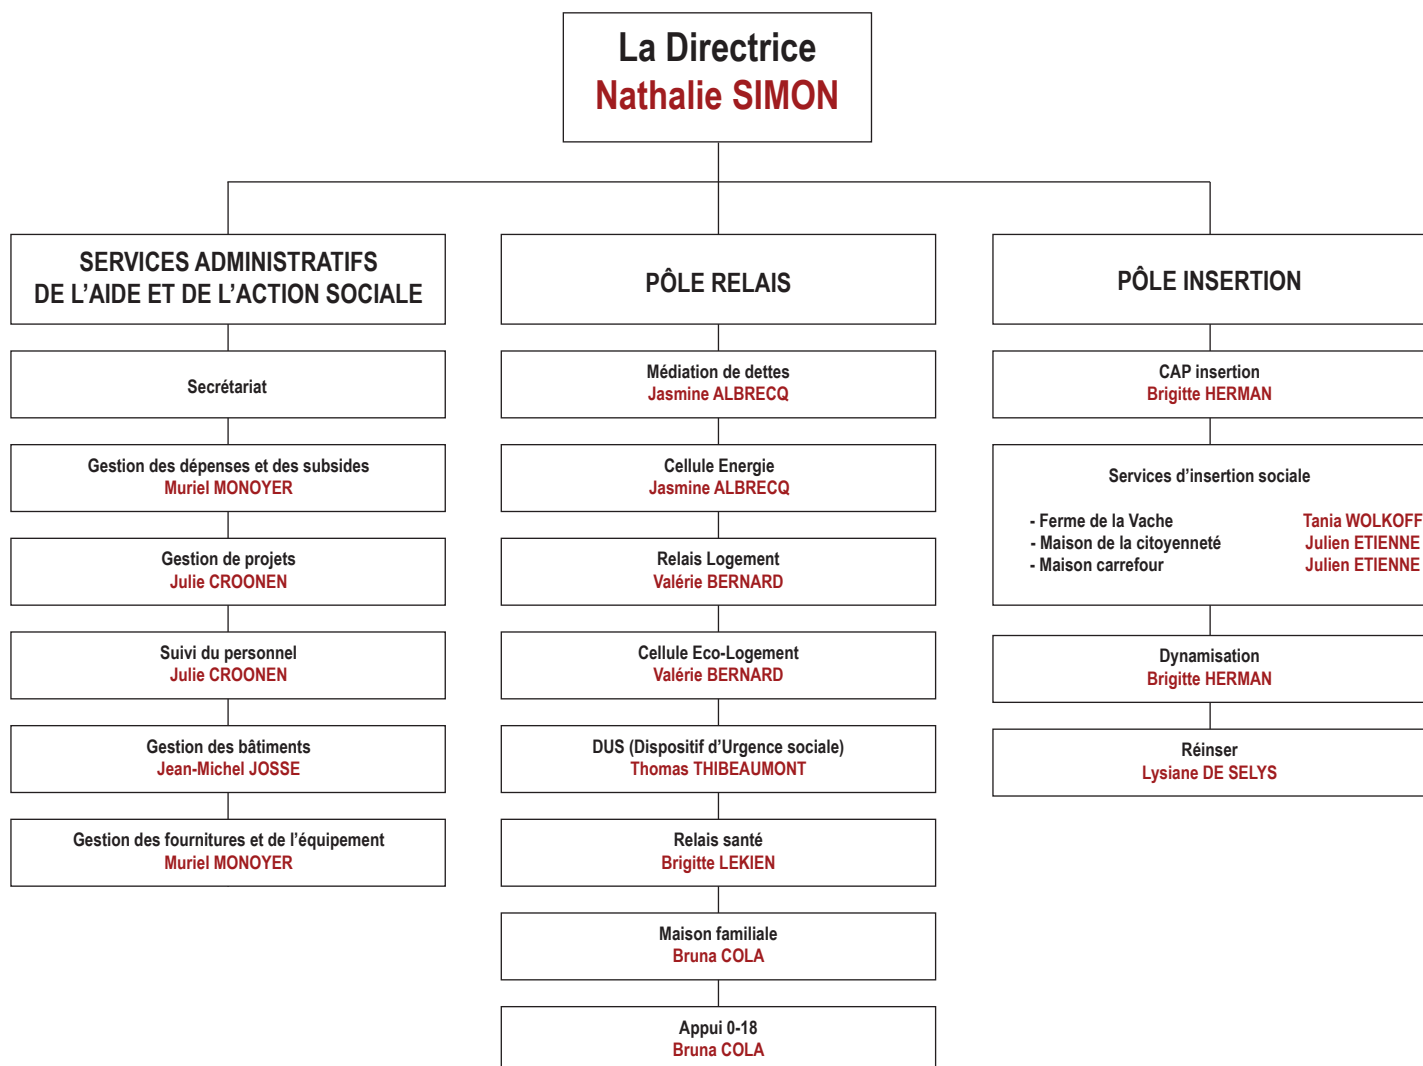 La Directrice
Nathalie SIMON
SERVICES ADMINISTRATIFS
DE L’AIDE ET DE L’ACTION SOCIALE
Secrétariat
Gestion des dépenses et des subsides
Muriel MONOYER
Gestion de projets
Julie CROONEN
Suivi du personnel
Julie CROONEN
Gestion des bâtiments
Jean-Michel JOSSE
Gestion des fournitures et de l’équipement
Muriel MONOYER
PÔLE RELAIS
Médiation de dettes
Jasmine ALBRECQ
Cellule Energie
Jasmine ALBRECQ
Relais Logement
Valérie BERNARD
Cellule Eco-Logement
Valérie BERNARD
DUS (Dispositif d’Urgence sociale)
Thomas THIBEAUMONT
Relais santé
Brigitte LEKIEN
Maison familiale
Bruna COLA
Appui 0-18
Bruna COLA
PÔLE INSERTION
CAP insertion
Brigitte HERMAN
Services d’insertion sociale
- Ferme de la Vache Tania WOLKOFF
- Maison de la citoyenneté Julien ETIENNE
- Maison carrefour Julien ETIENNE
Dynamisation
Brigitte HERMAN
Réinser
Lysiane DE SELYS